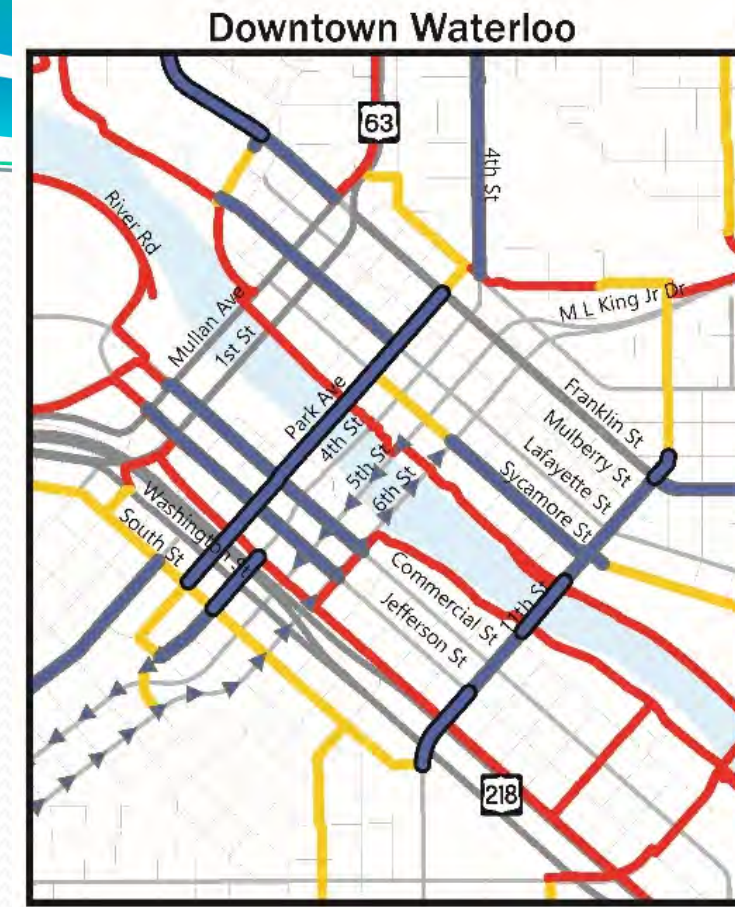 Downtown Waterloo
63
4th St
River Rd
M L King Jr Dr
Mullan Ave
1st St
Park Ave
4th St
5th St
6th St
Franklin St
Mulberry St
Lafayette St
Sycamore St
Washington St
South St
Commercial St
Jefferson St
11th St
218